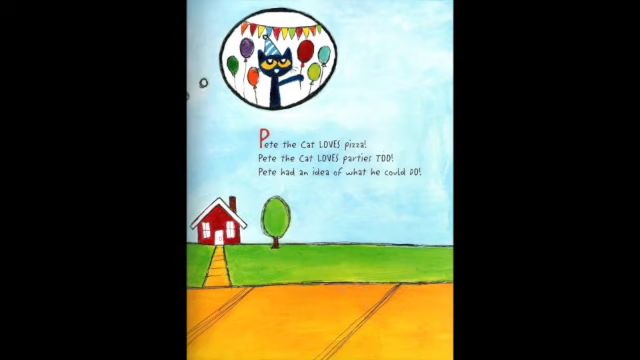 Pete the Cat LOVES pizza!
Pete the Cat LOVES parties TOO!
Pete had an idea of what he could DO!